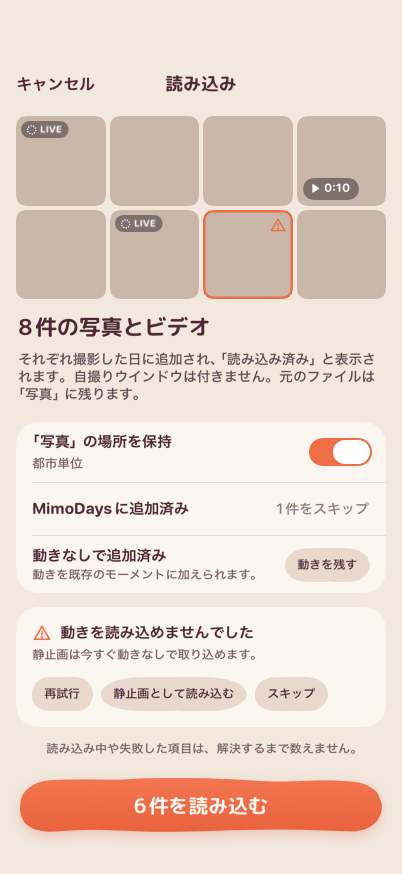 キャンセル
読み込み
LIVE
0:10
LIVE
8件の写真とビデオ
それぞれ撮影した日に追加され、「読み込み済み」と表示さ
れます。自撮りウインドウは付きません。元のファイルは
「写真」に残ります。
「写真」の場所を保持
都市単位
MimoDaysに追加済み
1件をスキップ
動きなしで追加済み
動きを既存のモーメントに加えられます。
動きを残す
動きを読み込めませんでした
静止画は今すぐ動きなしで取り込めます。
再試行
静止画として読み込む
スキップ
読み込み中や失敗した項目は、解決するまで数えません。
6件を読み込む